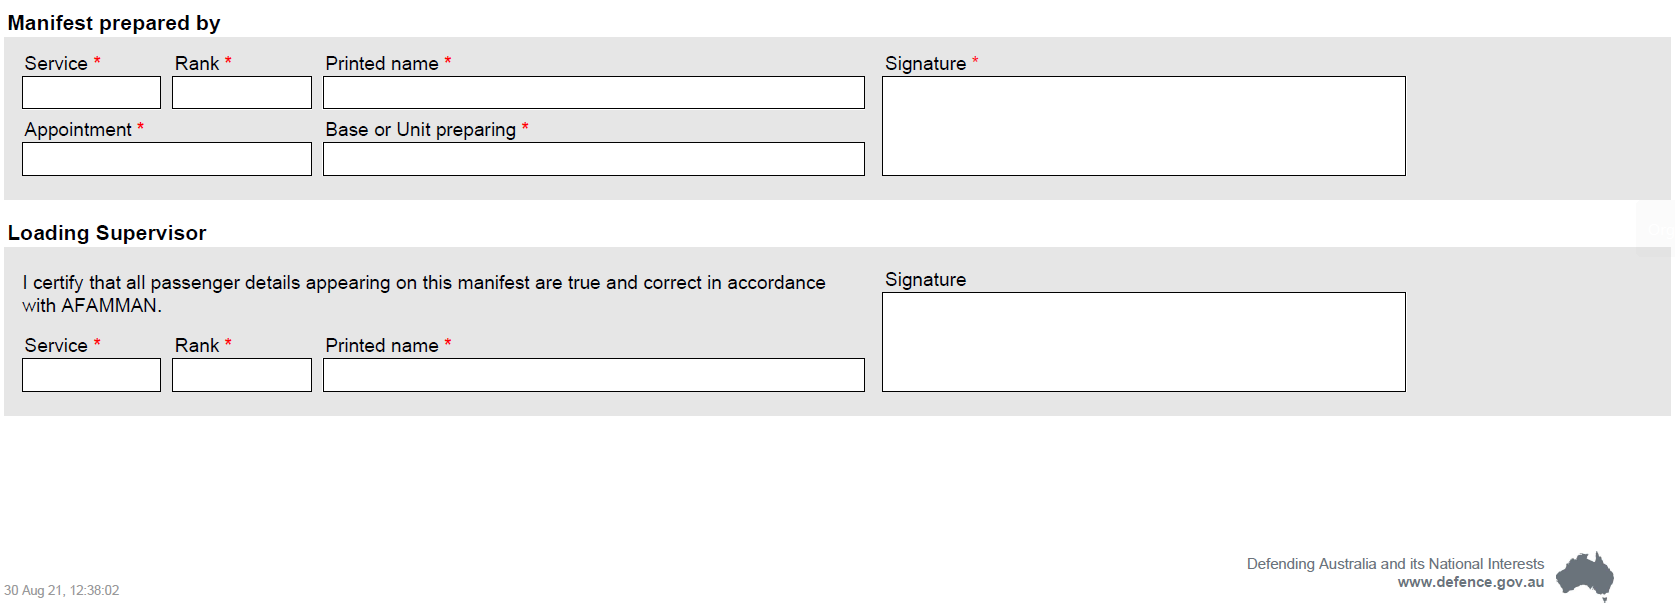 Manifest prepared by
Service * Rank * Printed name * Signature *
Appointment * Base or Unit preparing *
Loading Supervisor
I certify that all passenger details appearing on this manifest are true and correct in accordance
with AFAMMAN.
Signature
Service * Rank * Printed name *
Defending Australia and its National Interests
www.defence.gov.au
30 Aug 21, 12:38:02